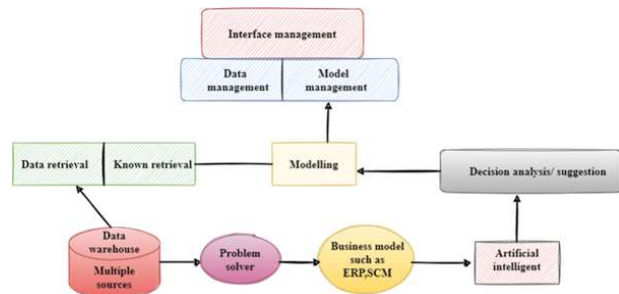 Interface management
Data
management
Model
management
Data retrieval
Known retrieval
Modelling
Decision analysis/ suggestion
Data
warehouse
Multiple
sources
Problem
solver
Business model
such as
ERP,SCM
Artificial
intelligent